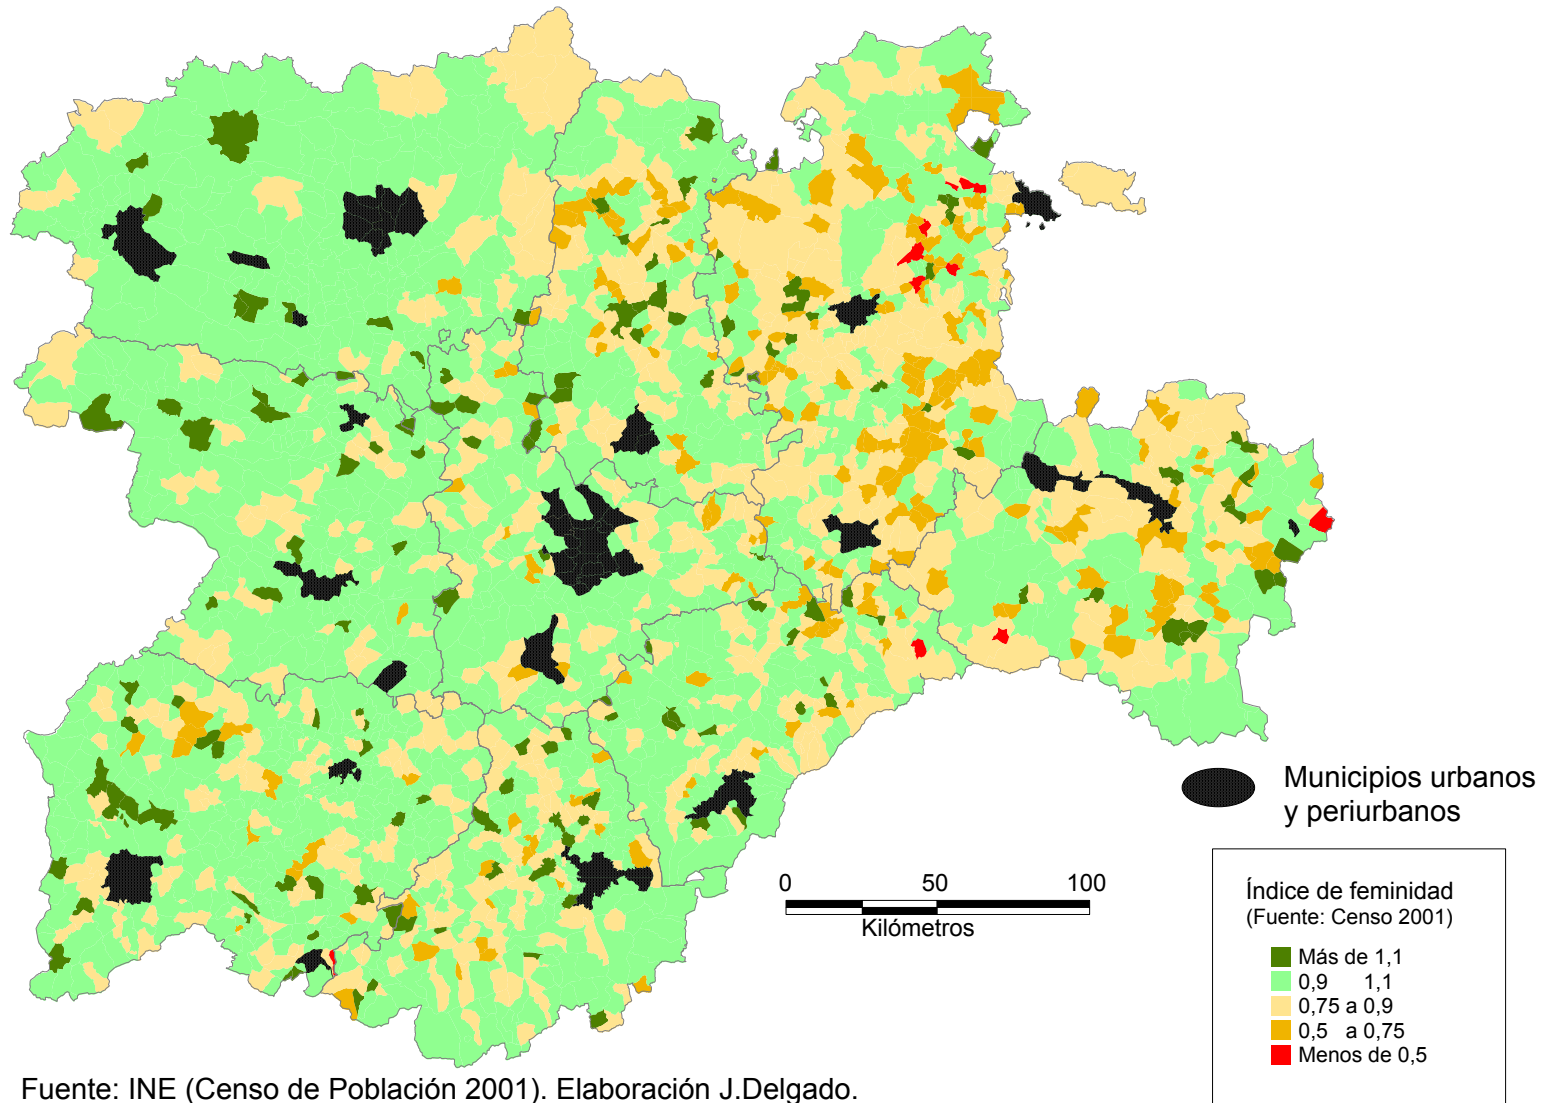 Municipios urbanos
y periurbanos
0 50 100
Kilómetros
Índice de feminidad
(Fuente: Censo 2001)
Más de 1,1
0,9 1,1
0,75 a 0,9
0,5 a 0,75
Menos de 0,5
Fuente: INE (Censo de Población 2001). Elaboración J.Delgado.